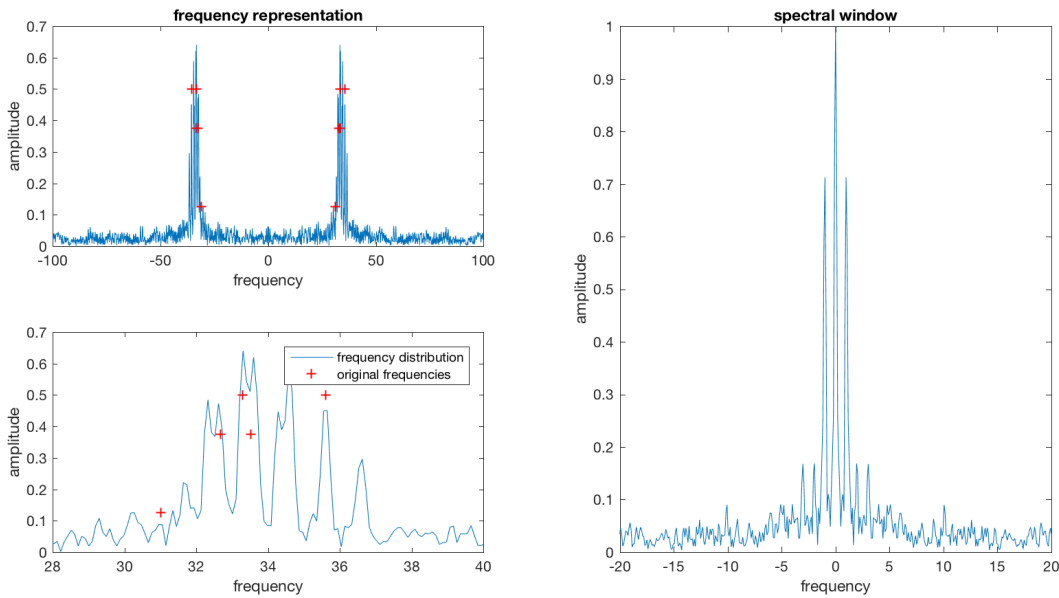 frequency representation
0.7
0.6
0.5
0.4
0.3
0.2
0.1
0
amplitude
-100 -50 0 50 100
frequency
0.7
0.6
0.5
0.4
0.3
0.2
0.1
0
amplitude
frequency distribution
original frequencies
28 30 32 34 36 38 40
frequency
spectral window
1
0.9
0.8
0.7
0.6
0.5
0.4
0.3
0.2
0.1
0
amplitude
-20 -15 -10 -5 0 5 10 15 20
frequency